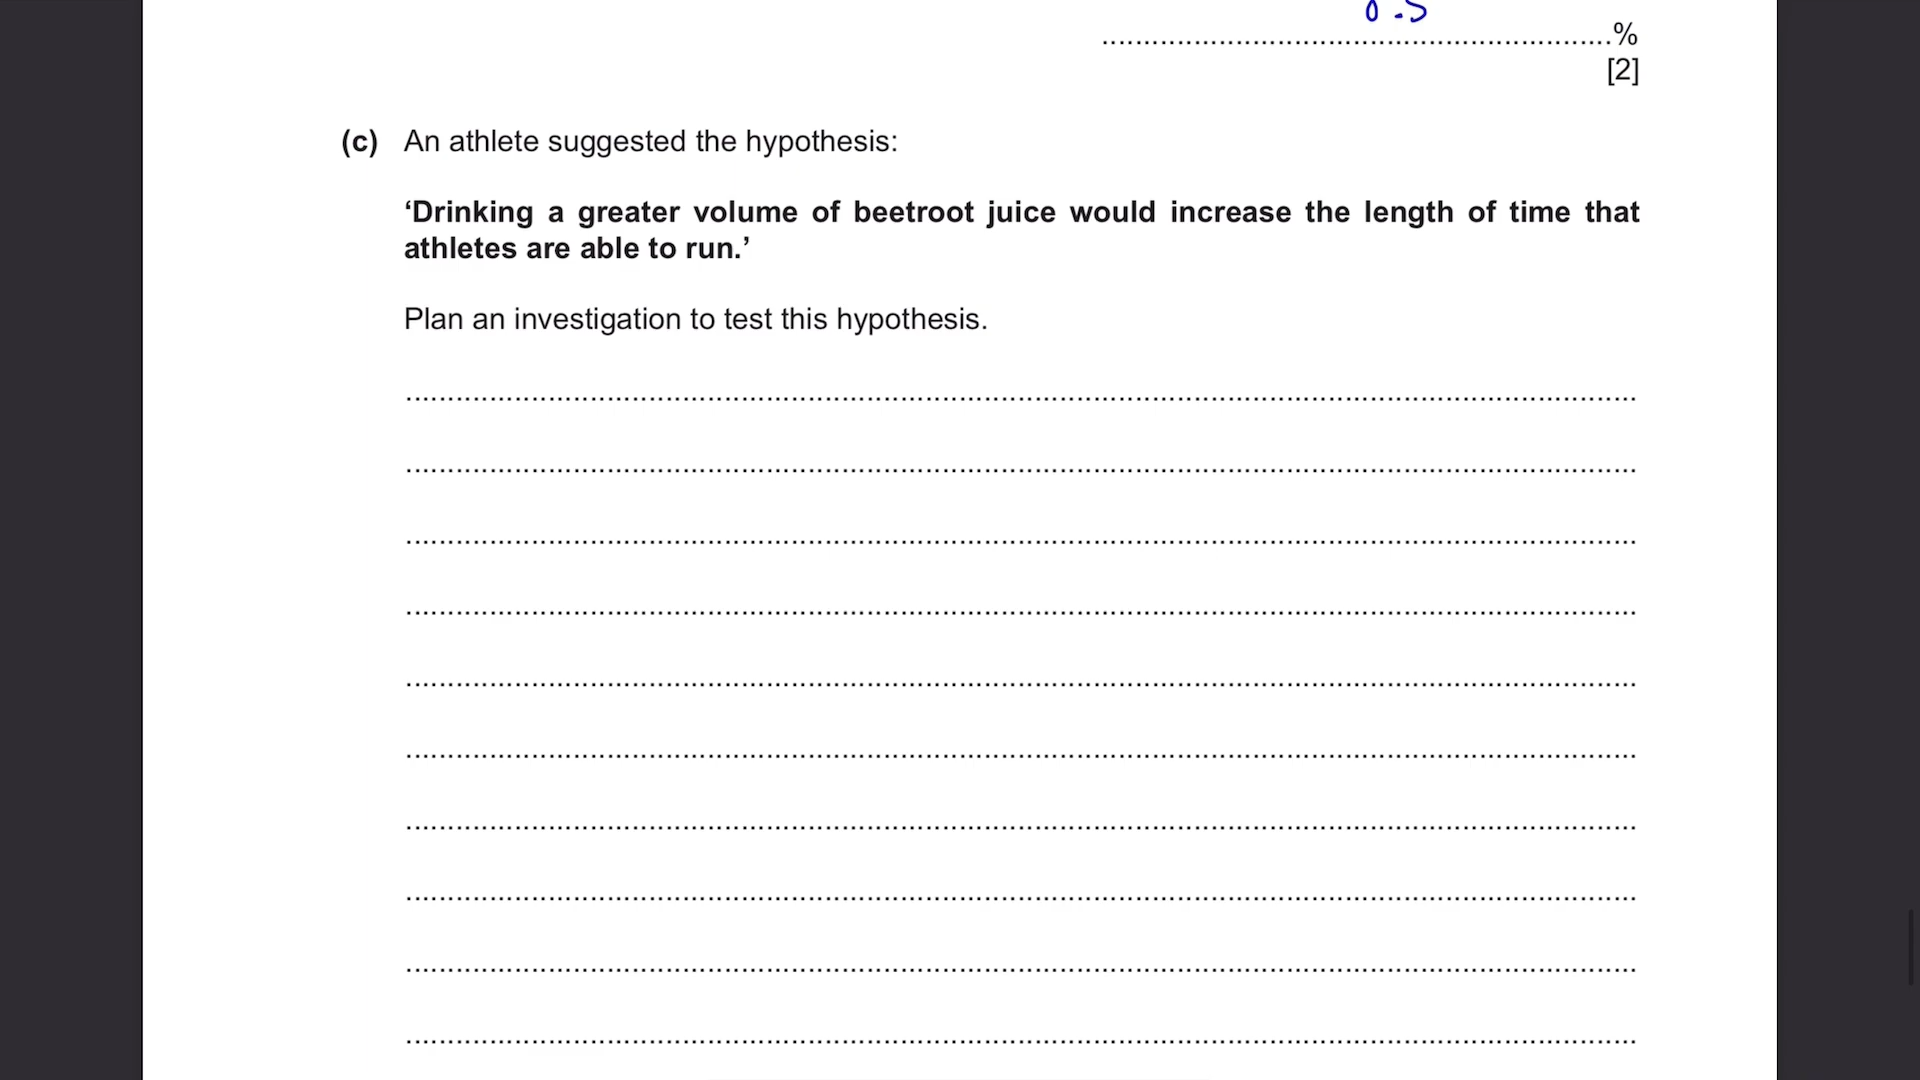 0.5
....................%
[2]
(c) An athlete suggested the hypothesis:
‘Drinking a greater volume of beetroot juice would increase the length of time that
athletes are able to run.’
Plan an investigation to test this hypothesis.